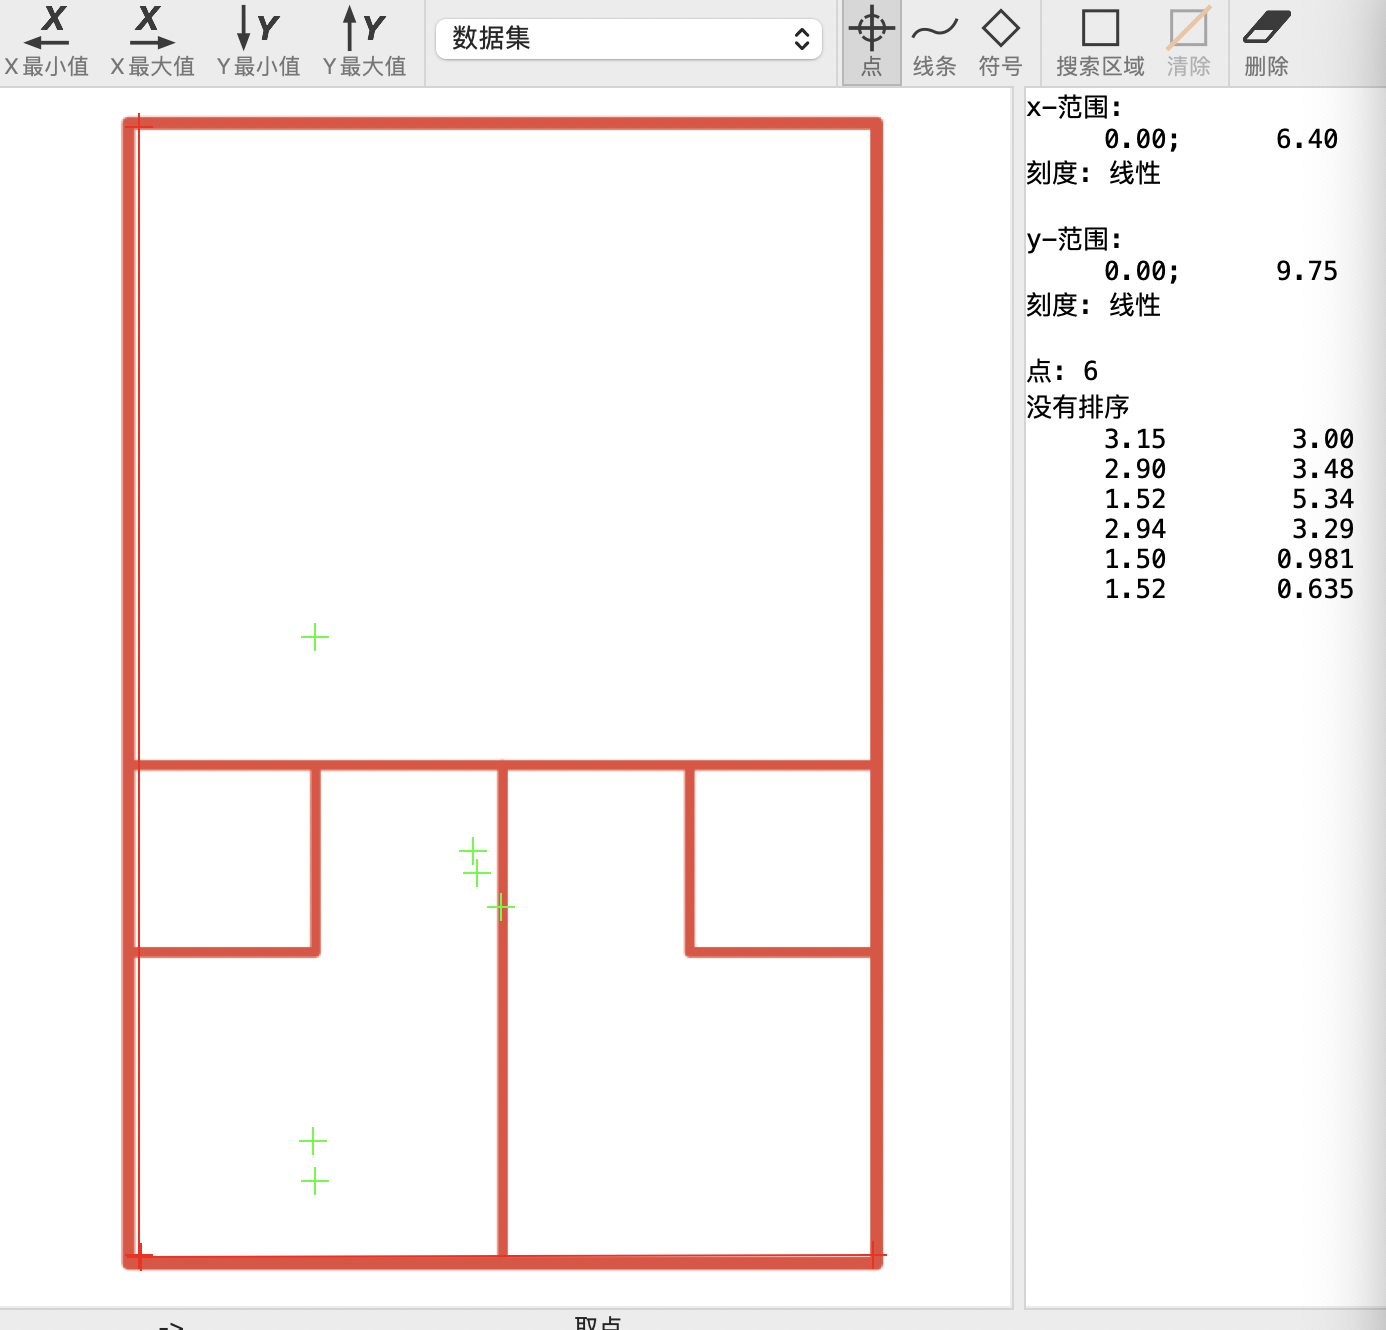 X X Y Y
X最小值 X最大值 Y最小值 Y最大值 数据集 点 线条 符号 搜索区域 清除 删除
x-范围:
0.00; 6.40
刻度: 线性
y-范围:
0.00; 9.75
刻度: 线性
点: 6
没有排序
3.15 3.00
2.90 3.48
1.52 5.34
2.94 3.29
1.50 0.981
1.52 0.635
-> 取点